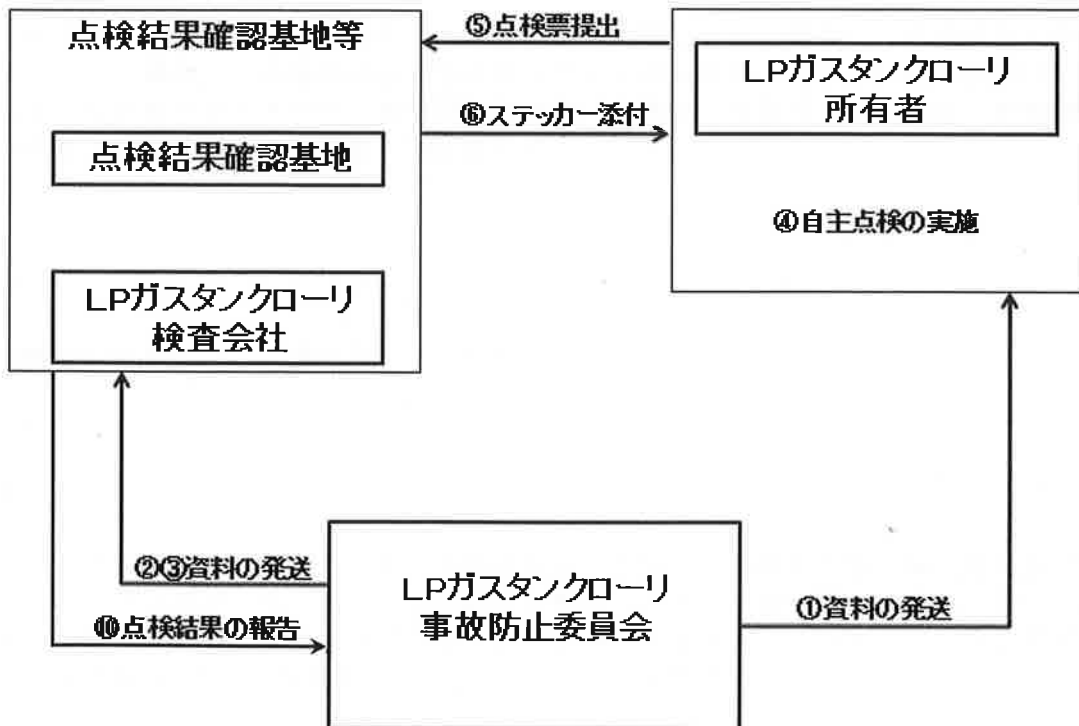 点検結果確認基地等
点検結果確認基地
LPガスタンクローリ
検査会社
⑤点検票提出
⑥ステッカー添付
LPガスタンクローリ
所有者
④自主点検の実施
②③資料の発送
⑩点検結果の報告
LPガスタンクローリ
事故防止委員会
①資料の発送